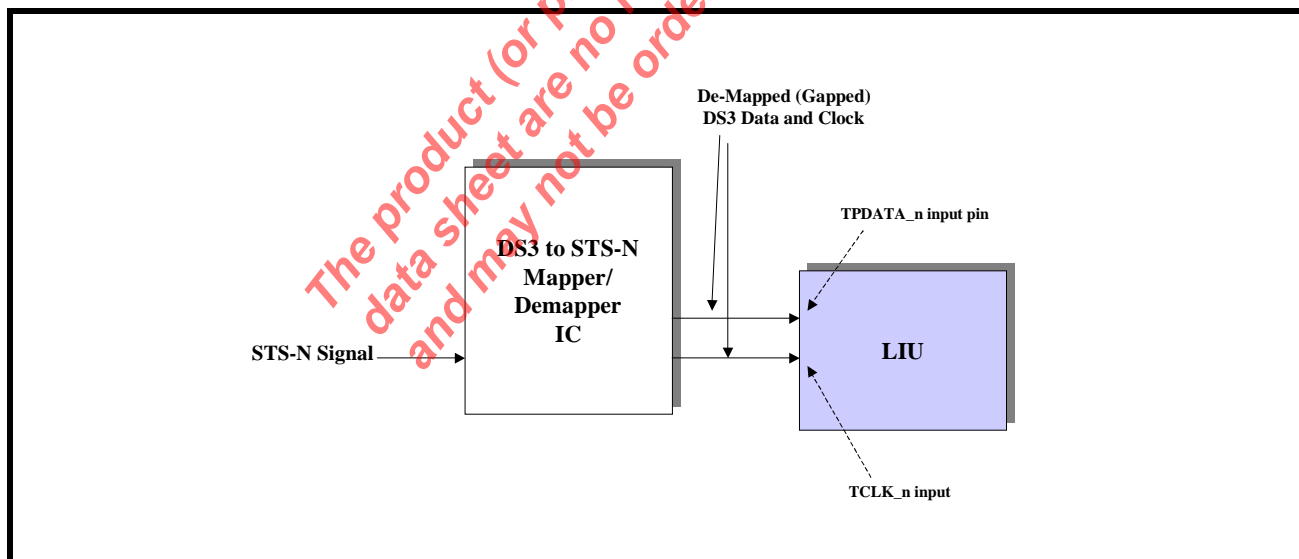 The product (or p
data sheet are no
and may not be orde
De-Mapped (Gapped)
DS3 Data and Clock
TPDATA_n input pin
DS3 to STS-N
Mapper/
Demapper
IC
STS-N Signal
LIU
TCLK_n input